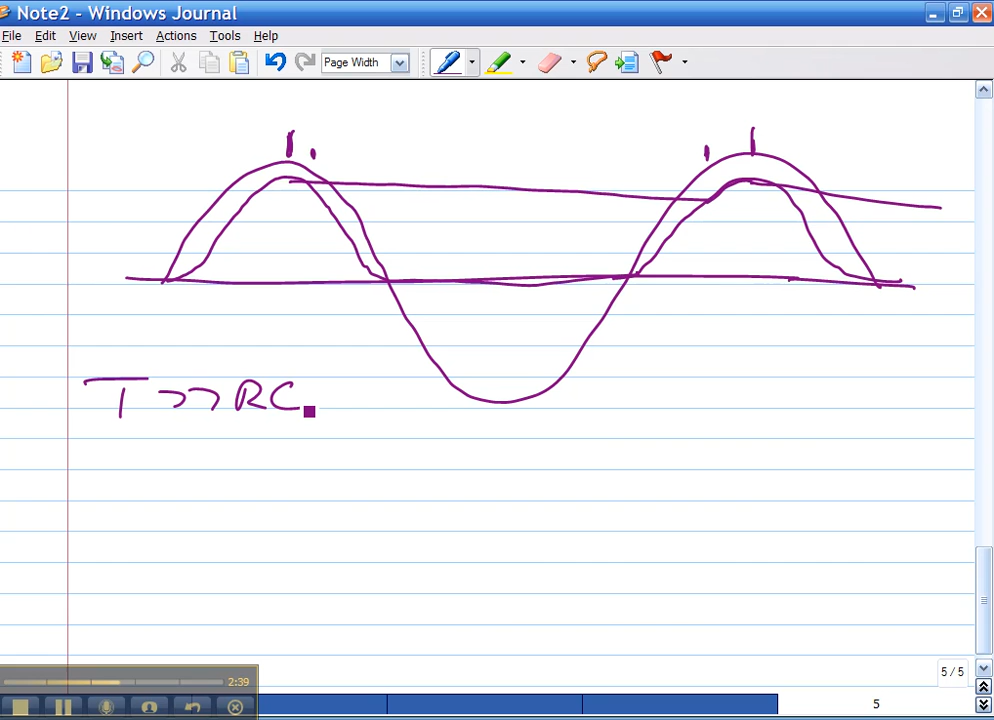 Note2 - Windows Journal
File Edit View Insert Actions Tools Help
Page Width
T >> RC
5 / 5
2:39
5